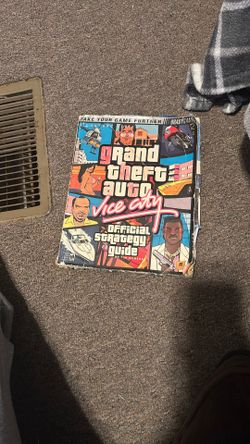 TAKE YOUR GAME FURTHER
grand
theft
auto
Vice City
official
strategy
guide